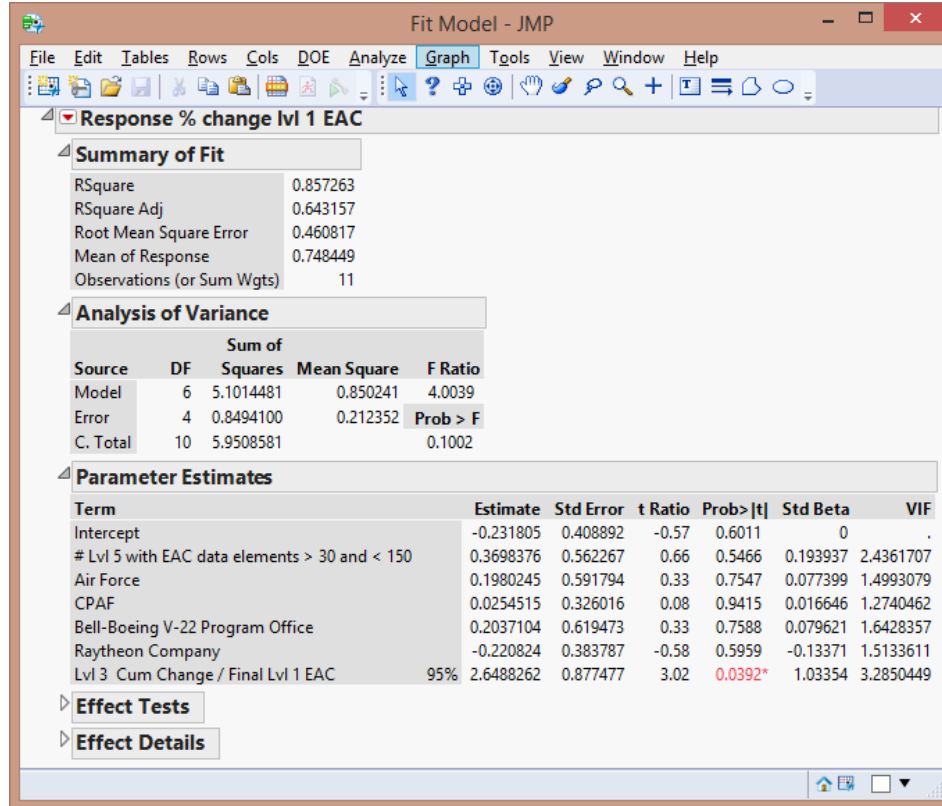 Fit Model - JMP
File Edit Tables Rows Cols DOE Analyze Graph Tools View Window Help
Response % change lvl 1 EAC
Summary of Fit
RSquare 0.857263
RSquare Adj 0.643157
Root Mean Square Error 0.460817
Mean of Response 0.748449
Observations (or Sum Wgts) 11
Analysis of Variance
Sum of
Source DF Squares Mean Square F Ratio
Model 6 5.1014481 0.850241 4.0039
Error 4 0.8494100 0.212352 Prob > F
C. Total 10 5.9508581 0.1002
Parameter Estimates
Term Estimate Std Error t Ratio Prob>|t| Std Beta VIF
Intercept -0.231805 0.408892 -0.57 0.6011 0 .
# Lvl 5 with EAC data elements > 30 and < 150 0.3698376 0.562267 0.66 0.5466 0.193937 2.4361707
Air Force 0.1980245 0.591794 0.33 0.7547 0.077399 1.4993079
CPAF 0.0254515 0.326016 0.08 0.9415 0.016646 1.2740462
Bell-Boeing V-22 Program Office 0.2037104 0.619473 0.33 0.7588 0.079621 1.6428357
Raytheon Company -0.220824 0.383787 -0.58 0.5959 -0.13371 1.5133611
Lvl 3 Cum Change / Final Lvl 1 EAC 95% 2.6488262 0.877477 3.02 0.0392* 1.03354 3.2850449
Effect Tests
Effect Details